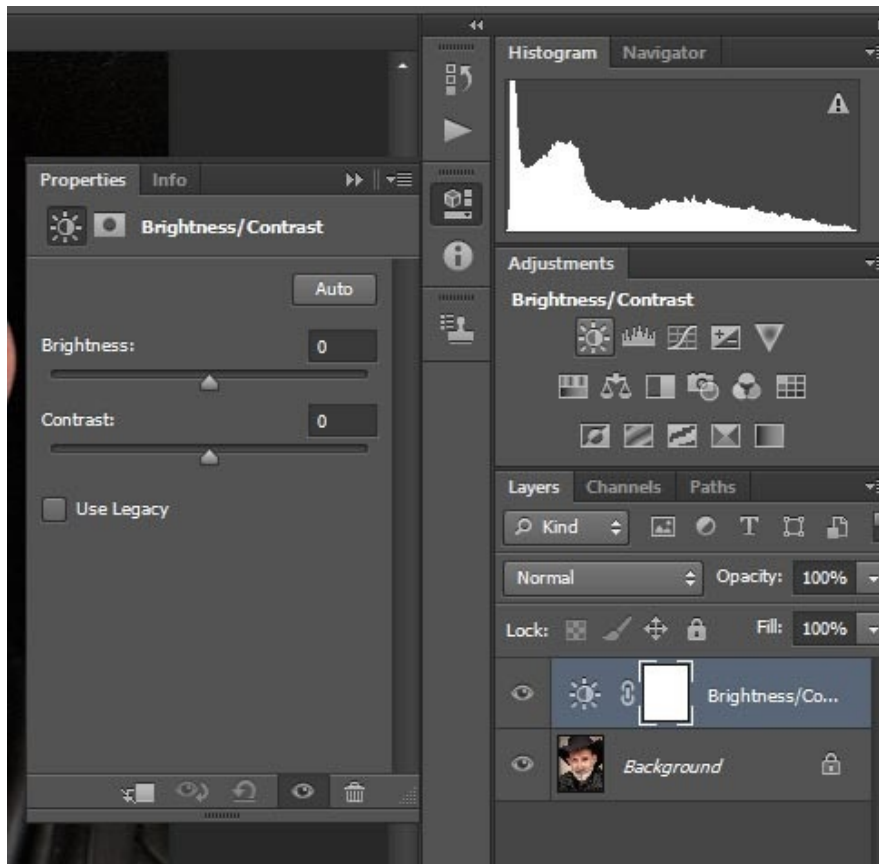 Histogram Navigator
Properties Info
Brightness/Contrast
Auto
Brightness: 0
Contrast: 0
Use Legacy
Adjustments
Brightness/Contrast
Layers Channels Paths
Kind
Normal Opacity: 100%
Lock: Fill: 100%
Brightness/Co...
Background